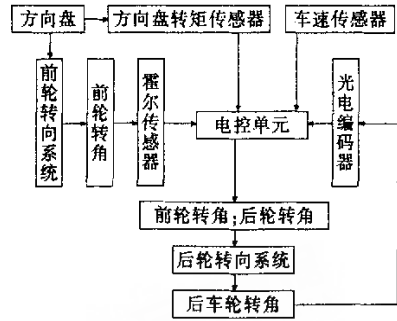 方向盘
方向盘转矩传感器
车速传感器
前轮转向系统
前轮转角
霍尔传感器
电控单元
光电编码器
前轮转角;后轮转角
后轮转向系统
后车轮转角